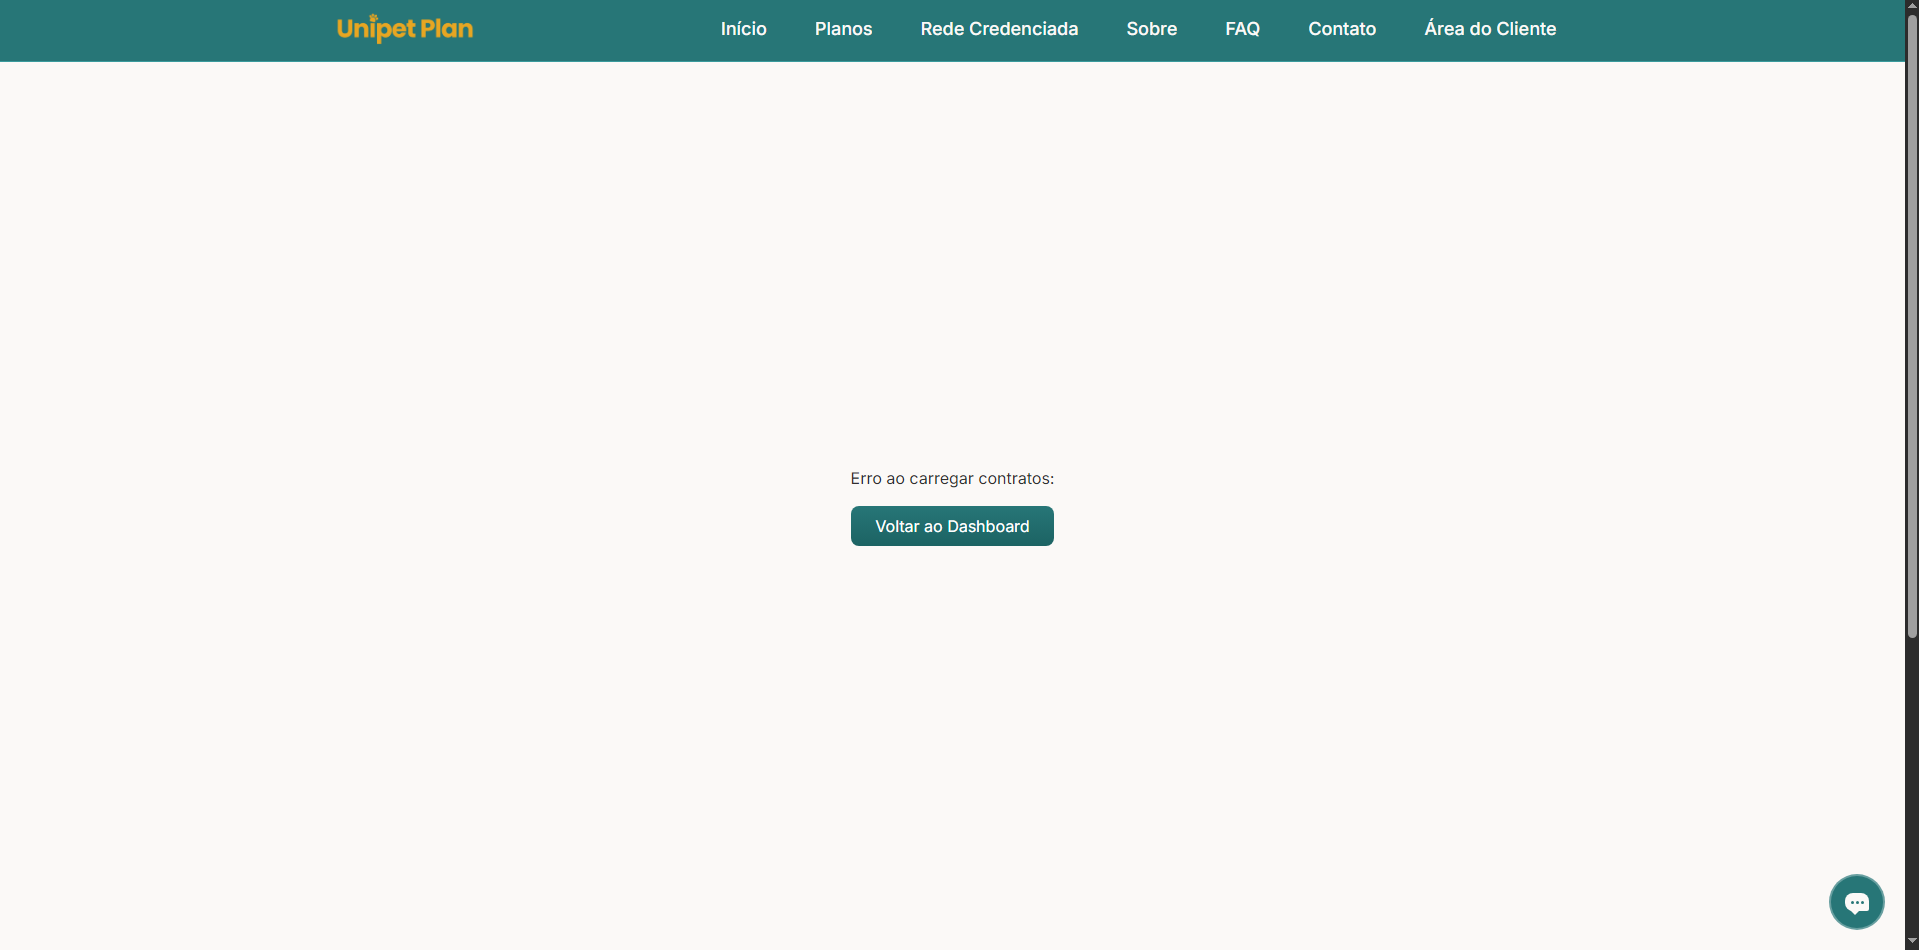 Unipet Plan
Início Planos Rede Credenciada Sobre FAQ Contato Área do Cliente
Erro ao carregar contratos:
Voltar ao Dashboard